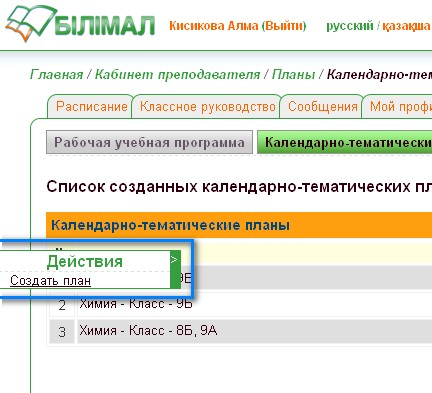 БІЛІМАЛ Кисикова Алма (Выйти) русский / қазақша
Главная / Кабинет преподавателя / Планы / Календарно-тем
Расписание Классное руководство Сообщения Мой профи
Рабочая учебная программа Календарно-тематически
Список созданных календарно-тематических пл
Календарно-тематические планы
Действия >
Создать план 9Б
2 Химия - Класс - 9Б
3 Химия - Класс - 8Б, 9А